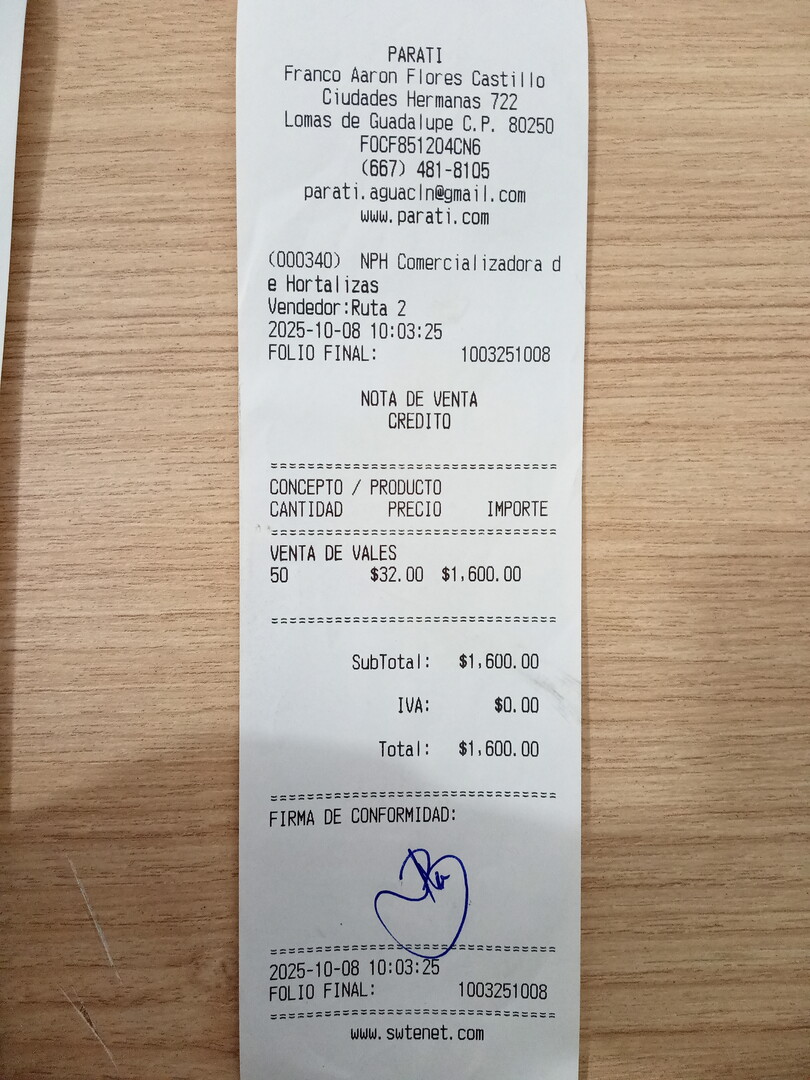 PARATI
Franco Aaron Flores Castillo
Ciudades Hermanas 722
Lomas de Guadalupe C.P. 80250
FOCF851204CN6
(667) 481-8105
parati.aguacln@gmail.com
www.parati.com
(000340) NPH Comercializadora d
e Hortalizas
Vendedor:Ruta 2
2025-10-08 10:03:25
FOLIO FINAL: 1003251008
NOTA DE VENTA
CREDITO
===============================
CONCEPTO / PRODUCTO
CANTIDAD PRECIO IMPORTE
===============================
VENTA DE VALES
50 $32.00 $1,600.00
===============================
SubTotal: $1,600.00
IVA: $0.00
Total: $1,600.00
===============================
FIRMA DE CONFORMIDAD:
===============================
2025-10-08 10:03:25
FOLIO FINAL: 1003251008
===============================
www.swtenet.com